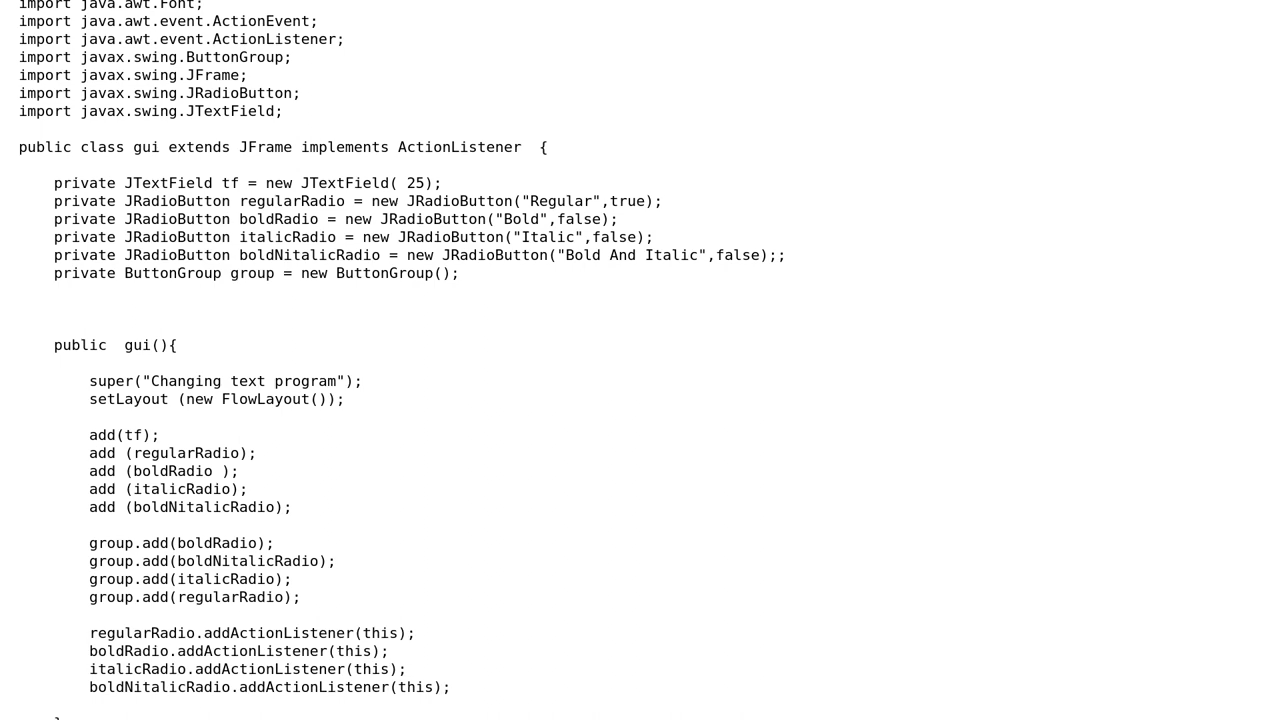 import java.awt.Font;
import java.awt.event.ActionEvent;
import java.awt.event.ActionListener;
import javax.swing.ButtonGroup;
import javax.swing.JFrame;
import javax.swing.JRadioButton;
import javax.swing.JTextField;
public class gui extends JFrame implements ActionListener  {
private JTextField tf = new JTextField( 25);
private JRadioButton regularRadio = new JRadioButton("Regular",true);
private JRadioButton boldRadio = new JRadioButton("Bold",false);
private JRadioButton italicRadio = new JRadioButton("Italic",false);
private JRadioButton boldNitalicRadio = new JRadioButton("Bold And Italic",false);;
private ButtonGroup group = new ButtonGroup();
public  gui(){
super("Changing text program");
setLayout (new FlowLayout());
add(tf);
add (regularRadio);
add (boldRadio );
add (italicRadio);
add (boldNitalicRadio);
group.add(boldRadio);
group.add(boldNitalicRadio);
group.add(italicRadio);
group.add(regularRadio);
regularRadio.addActionListener(this);
boldRadio.addActionListener(this);
italicRadio.addActionListener(this);
boldNitalicRadio.addActionListener(this);
}